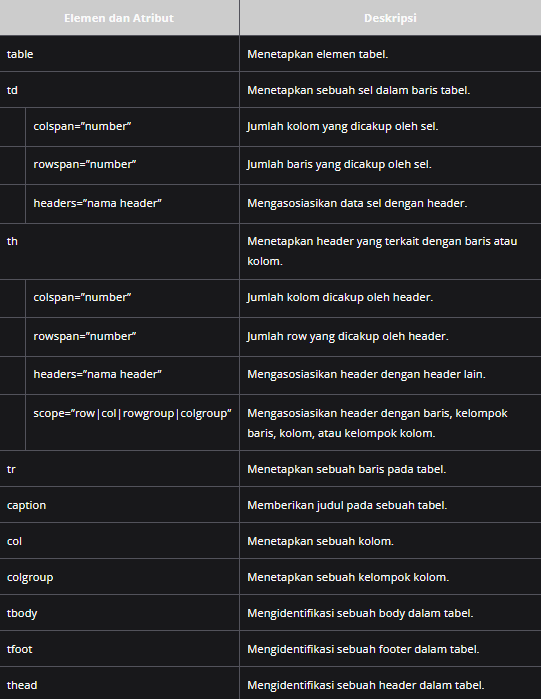 Elemen dan Atribut Deskripsi
table Menetapkan elemen tabel.
td Menetapkan sebuah sel dalam baris tabel.
colspan=”number” Jumlah kolom yang dicakup oleh sel.
rowspan=”number” Jumlah baris yang dicakup oleh sel.
headers=”nama header” Mengasosiasikan data sel dengan header.
th Menetapkan header yang terkait dengan baris atau
kolom.
colspan=”number” Jumlah kolom dicakup oleh header.
rowspan=”number” Jumlah row yang dicakup oleh header.
headers=”nama header” Mengasosiasikan header dengan header lain.
scope=”row|col|rowgroup|colgroup” Mengasosiasikan header dengan baris, kelompok
baris, kolom, atau kelompok kolom.
tr Menetapkan sebuah baris pada tabel.
caption Memberikan judul pada sebuah tabel.
col Menetapkan sebuah kolom.
colgroup Menetapkan sebuah kelompok kolom.
tbody Mengidentifikasi sebuah body dalam tabel.
tfoot Mengidentifikasi sebuah footer dalam tabel.
thead Mengidentifikasi sebuah header dalam tabel.